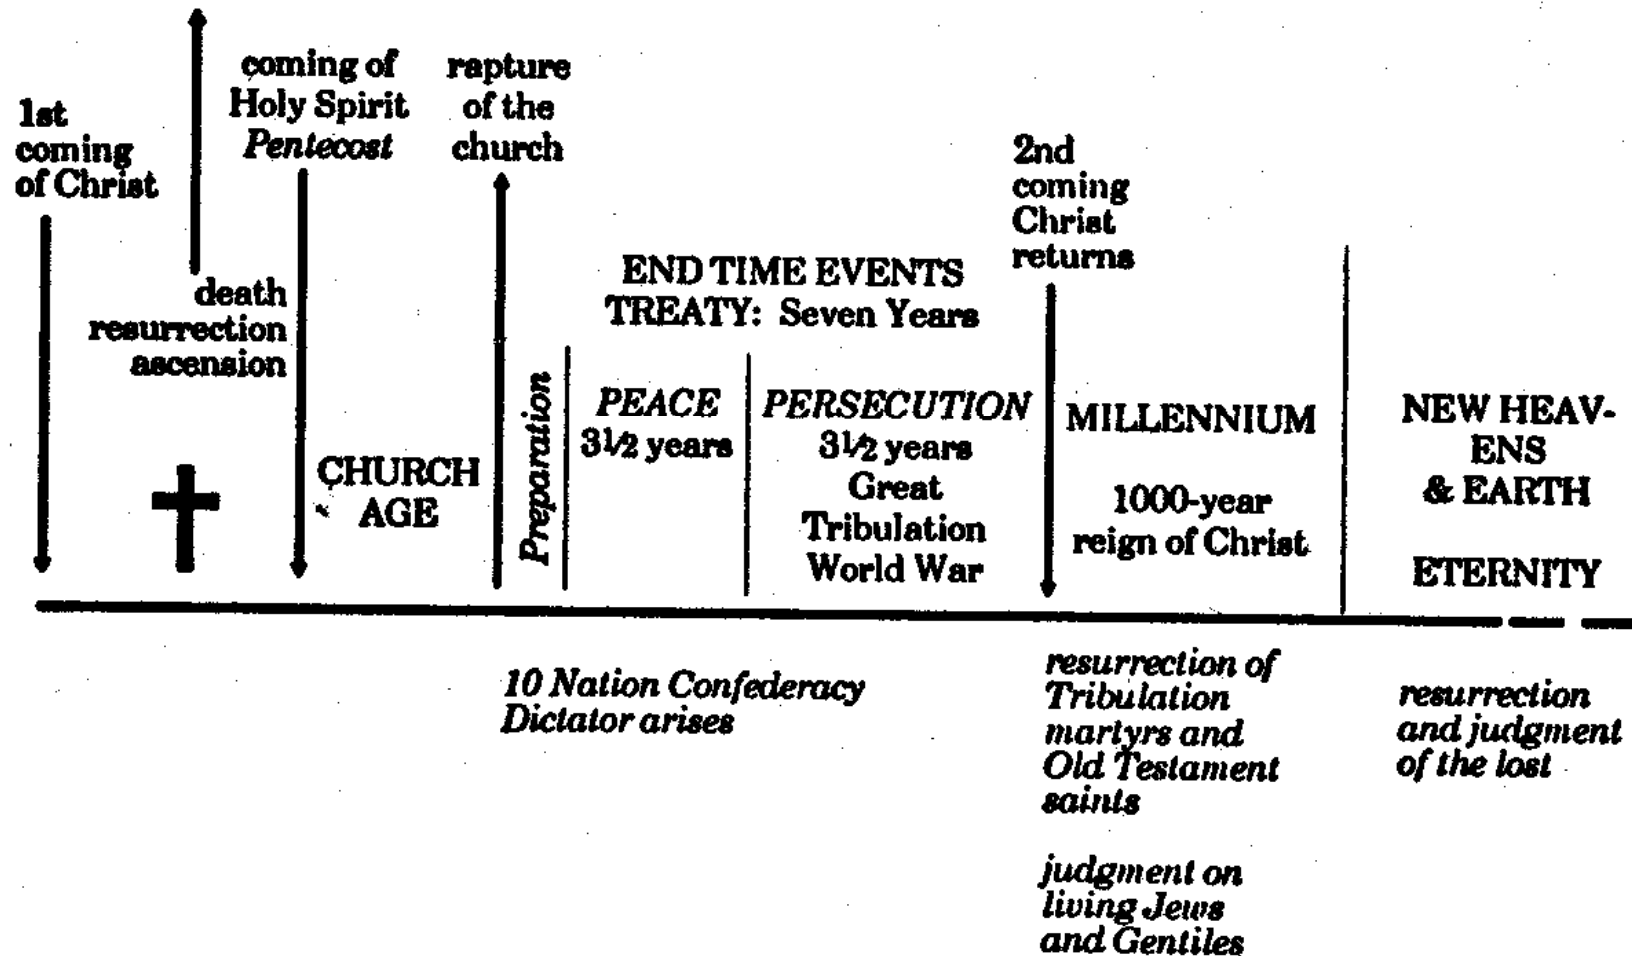 1st
coming
of Christ
death
resurrection
ascension
coming of
Holy Spirit
Pentecost
CHURCH
AGE
rapture
of the
church
Preparation
END TIME EVENTS
TREATY: Seven Years
PEACE
3½ years
PERSECUTION
3½ years
Great
Tribulation
World War
2nd
coming
Christ
returns
MILLENNIUM
1000-year
reign of Christ
NEW HEAV-
ENS
& EARTH
ETERNITY
10 Nation Confederacy
Dictator arises
resurrection of
Tribulation
martyrs and
Old Testament
saints
judgment on
living Jews
and Gentiles
resurrection
and judgment
of the lost